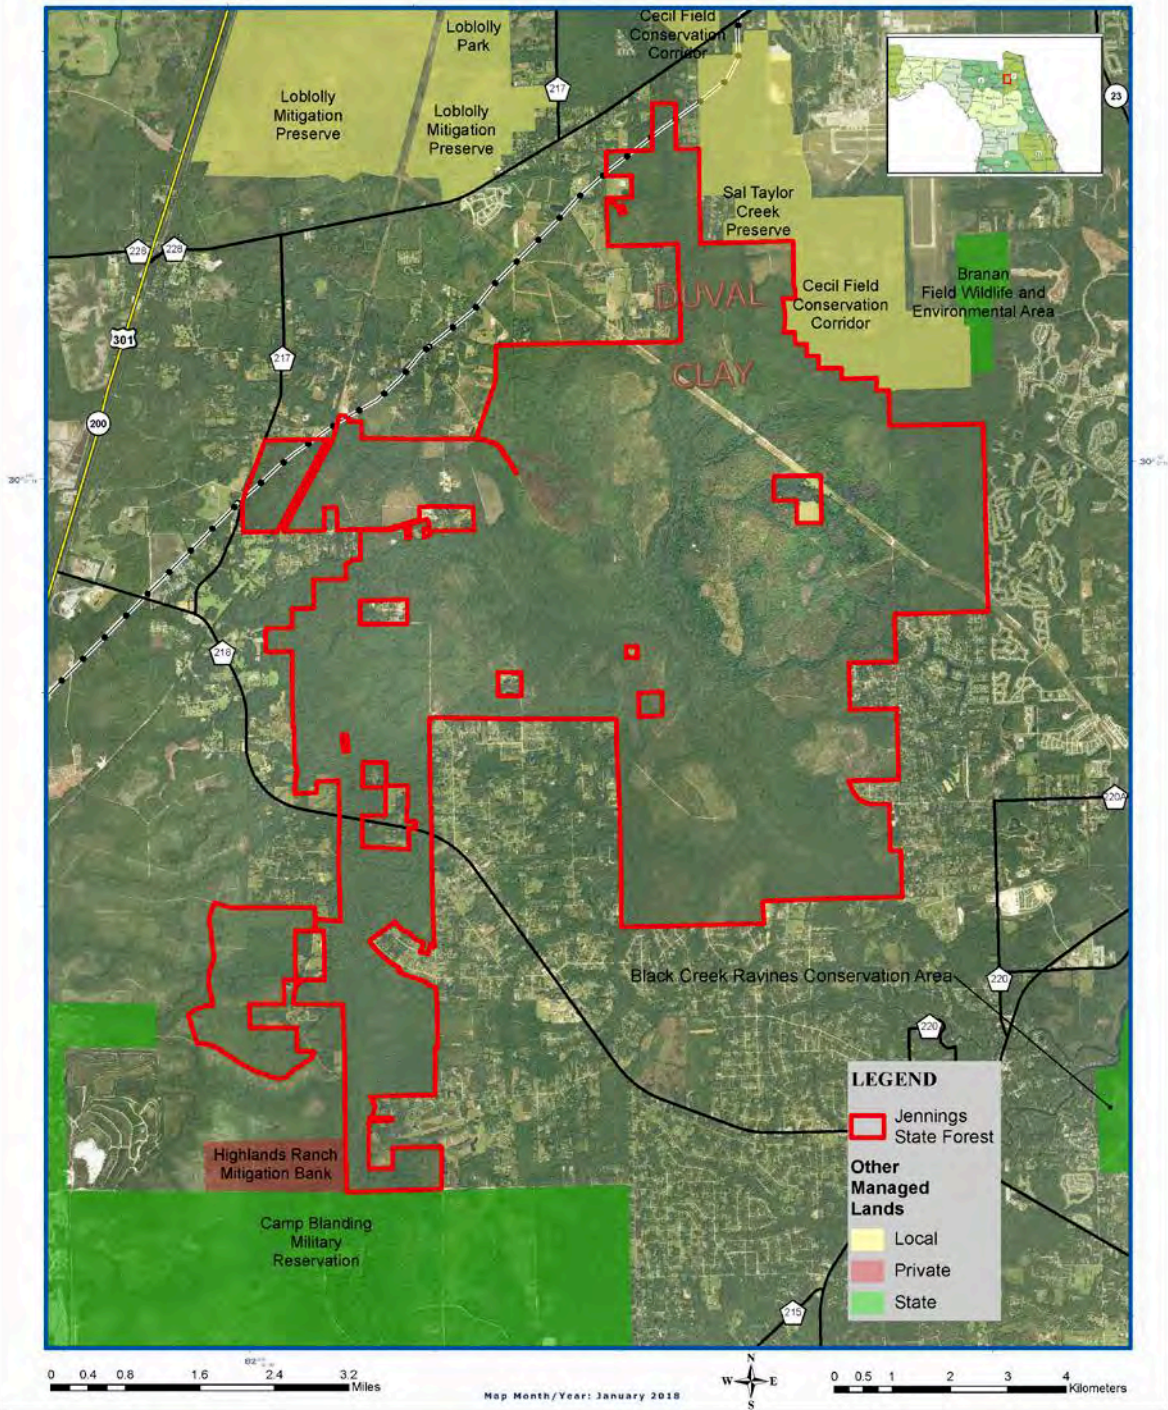 Loblolly
Park
Cecil Field
Conservation
Corridor
217
23
Loblolly
Mitigation
Preserve
Loblolly
Mitigation
Preserve
Sal Taylor
Creek
Preserve
228
228
Branan
Field Wildlife and
Environmental Area
Cecil Field
Conservation
Corridor
DUVAL
301
217
CLAY
200
218
220A
Black Creek Ravines Conservation Area
220
220
LEGEND
Jennings
State Forest
Other
Managed
Lands
Local
Private
State
Highlands Ranch
Mitigation Bank
Camp Blanding
Military
Reservation
215
0 0.4 0.8 1.6 2.4 3.2
Miles
Map Month/Year: January 2018
N
W E
S
0 0.5 1 2 3 4
Kilometers